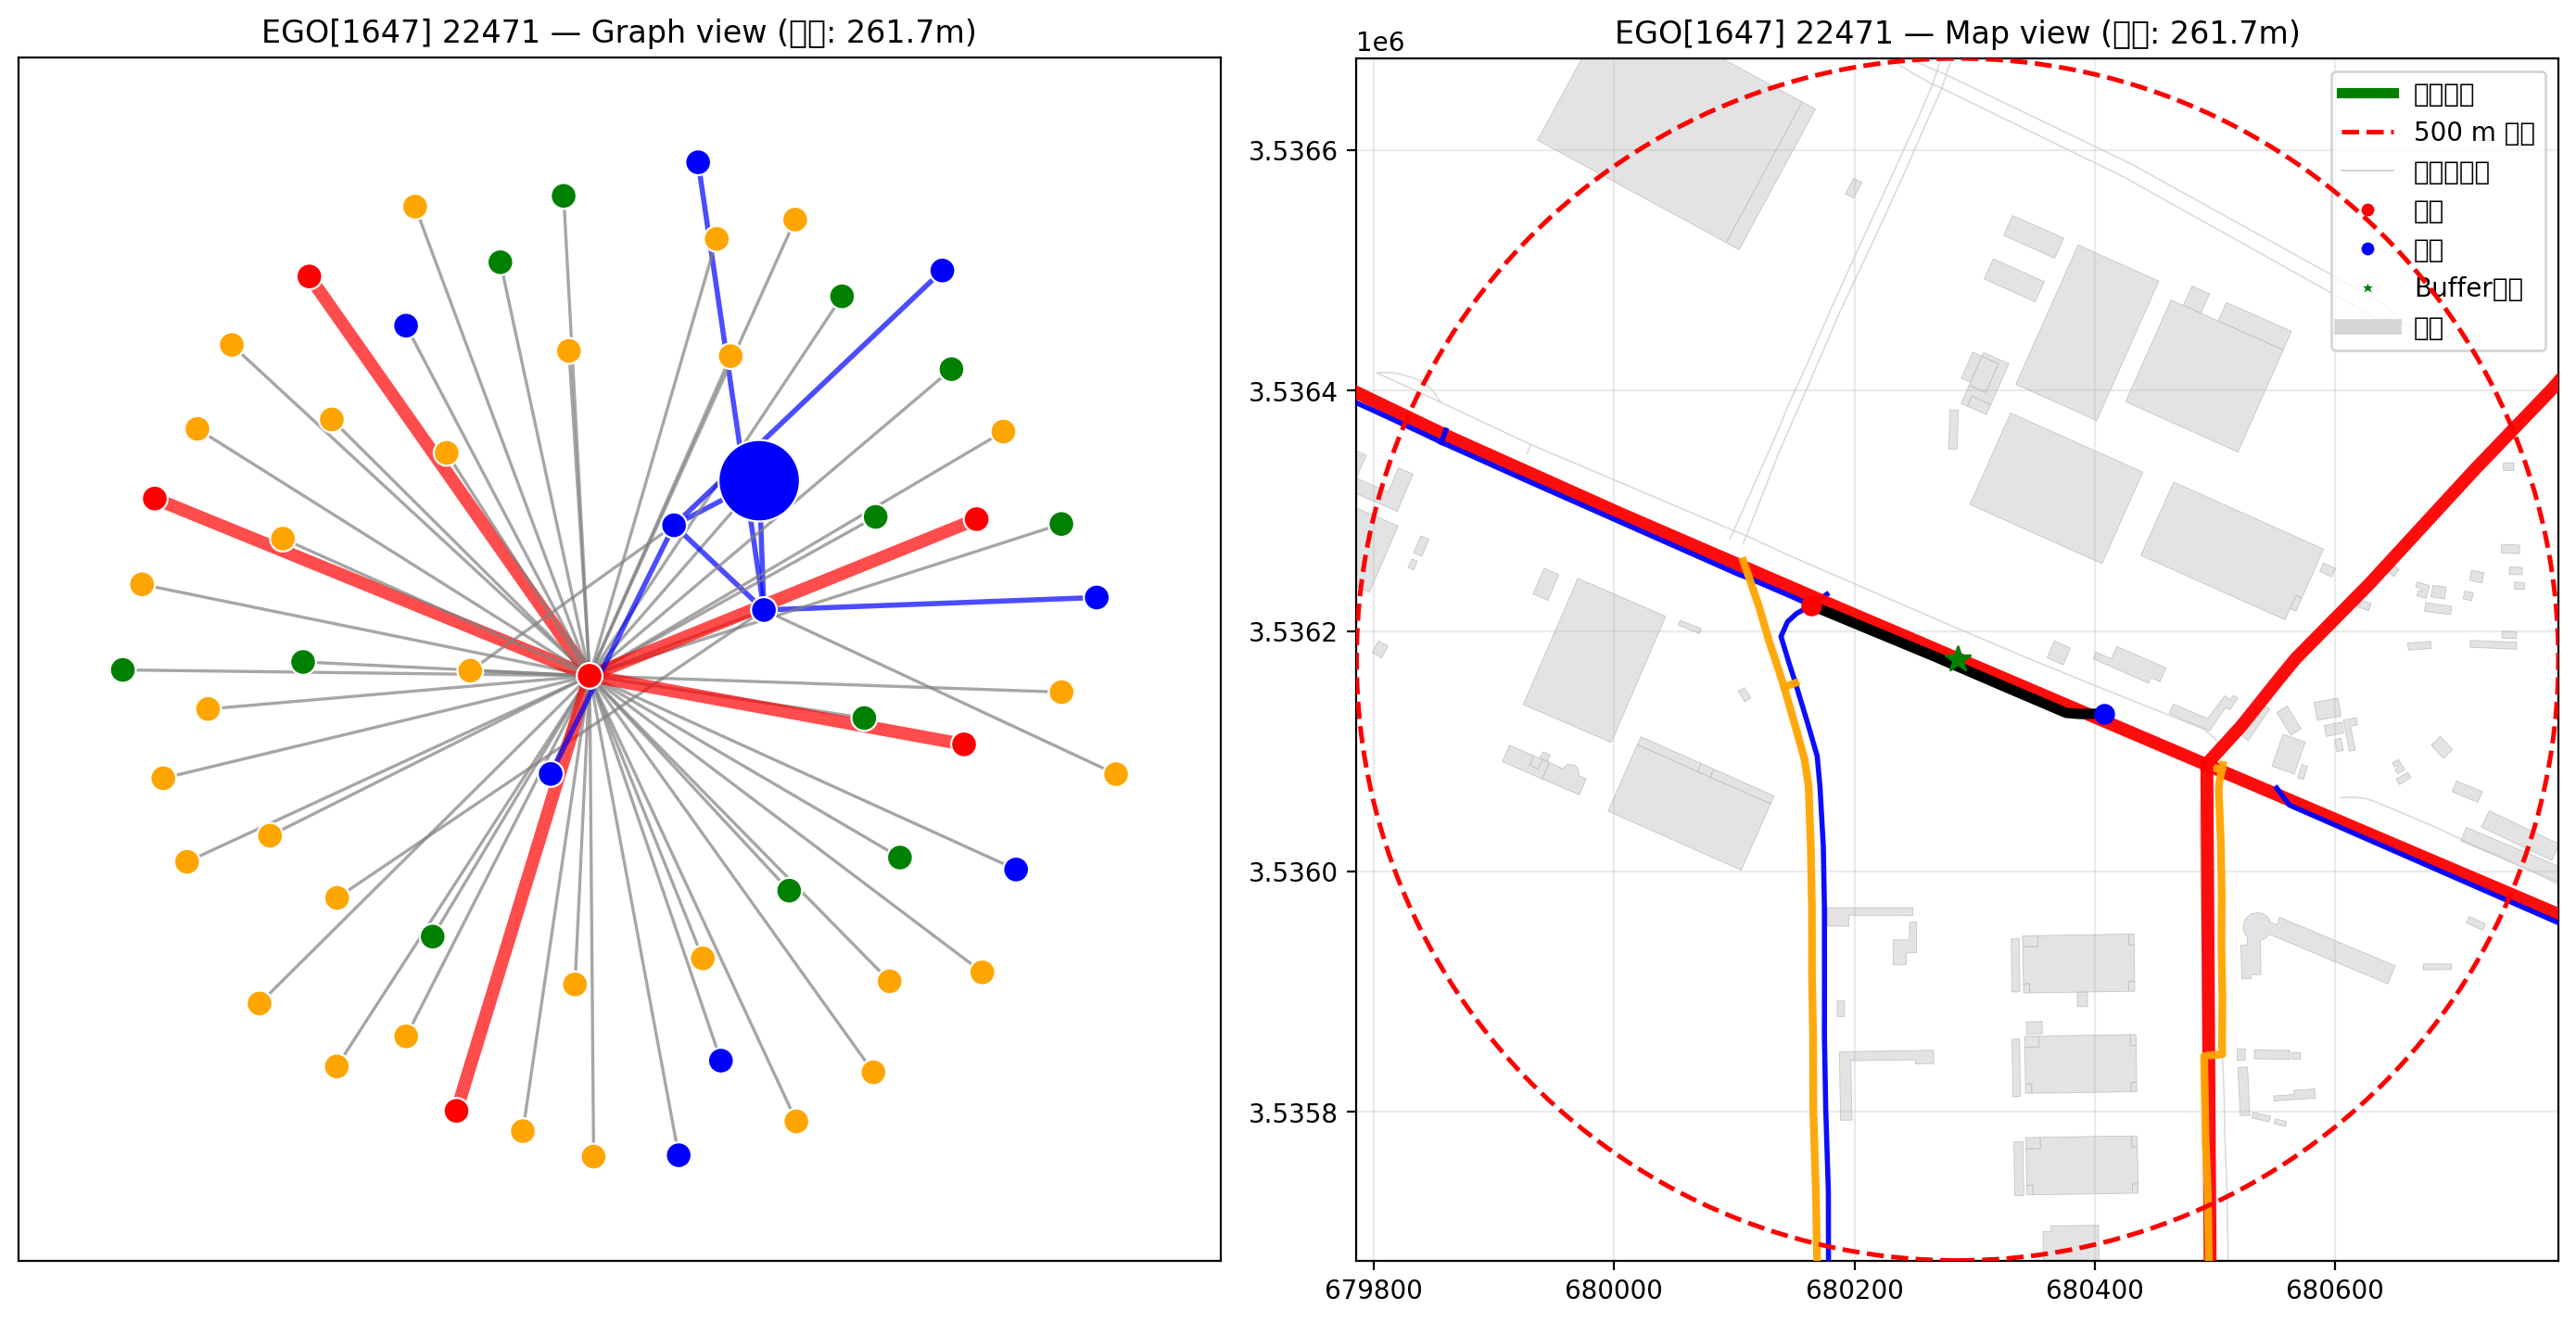 EGO[1647] 22471 — Graph view (: 261.7m)
EGO[1647] 22471 — Map view (: 261.7m)
1e6
3.5366
3.5364
3.5362
3.5360
3.5358
679800 680000 680200 680400 680600
500 m
Buffer